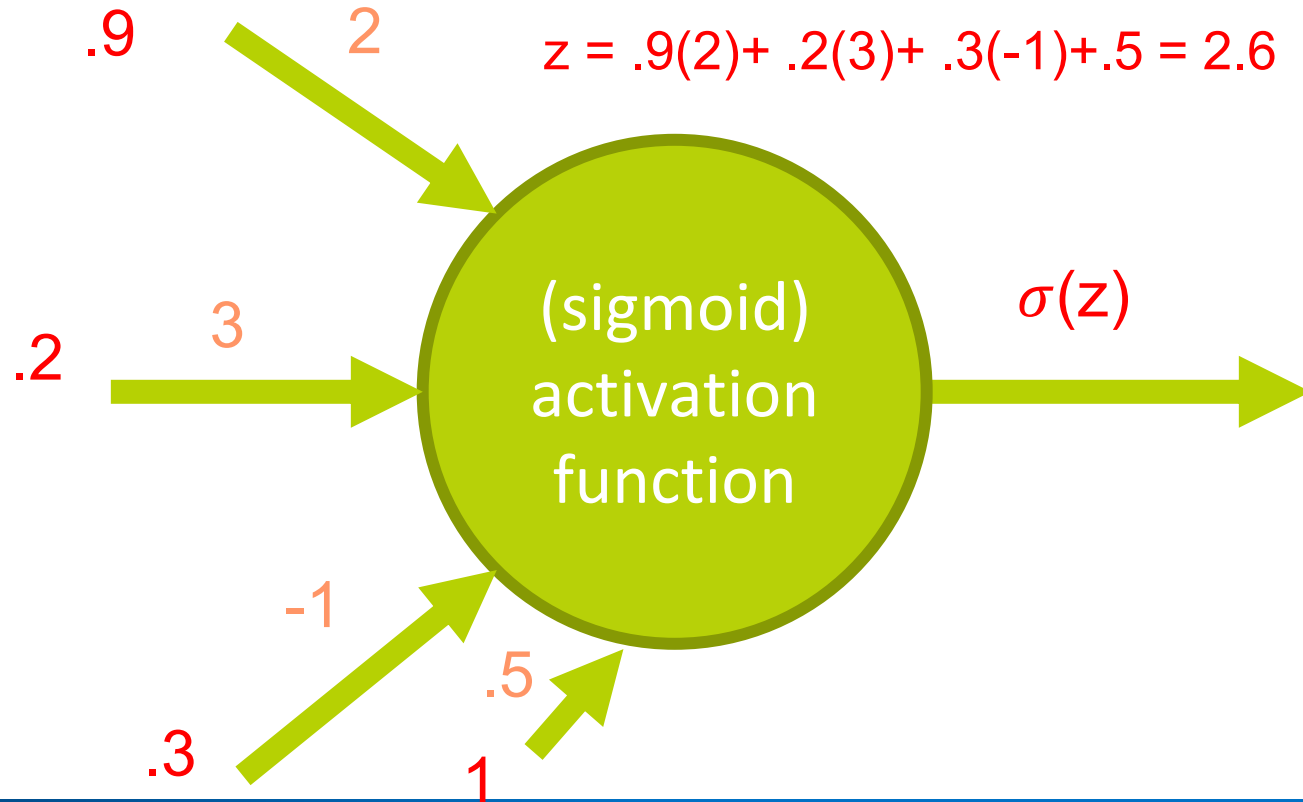 .9
2
z = .9(2)+ .2(3)+ .3(-1)+.5 = 2.6
.2
3
(sigmoid)
activation
function
σ(z)
-1
.5
.3
1